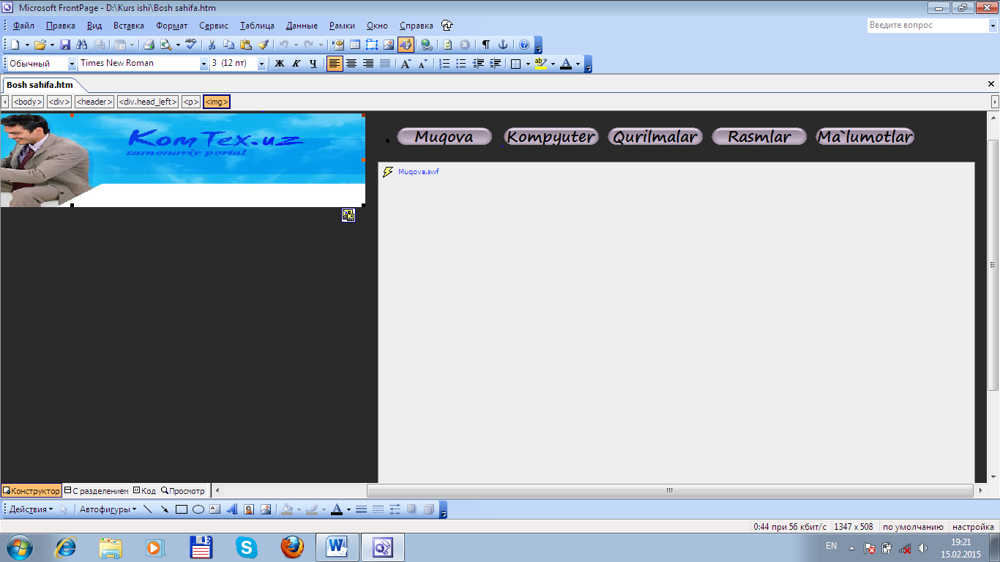 Microsoft FrontPage - D:\Kurs ishi\Bosh sahifa.htm
Файл Правка Вид Вставка Формат Сервис Таблица Данные Рамки Окно Справка Введите вопрос
Обычный Times New Roman 3 (12 пт) Ж К Ч
Bosh sahifa.htm
<body> <div> <header> <div.head_left> <p> <img>
KomTex.uz
zamonaviy portal
Muqova Kompyuter Qurilmalar Rasmlar Ma`lumotlar
Muqova.swf
Конструктор С разделением Код Просмотр
Действия Автофигуры
0:44 при 56 кбит/с 1347 x 508 по умолчанию настройка
EN 19:21
15.02.2015